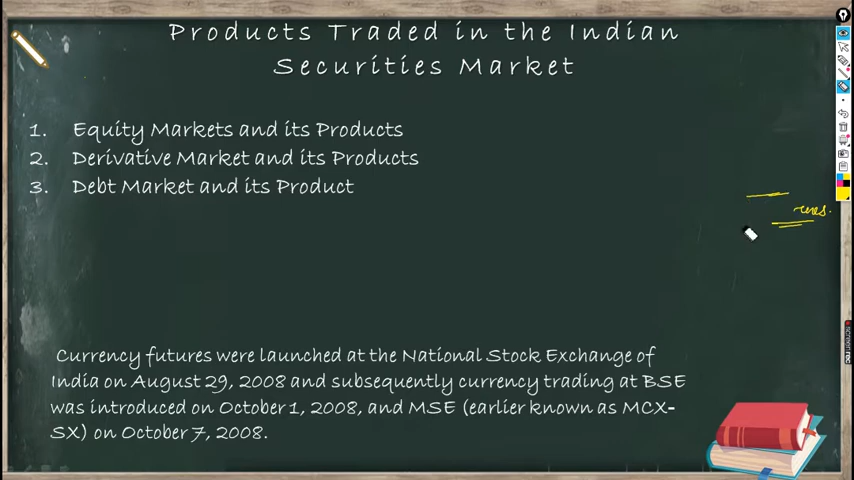 Products Traded in the Indian
Securities Market
1. Equity Markets and its Products
2. Derivative Market and its Products
3. Debt Market and its Product
Currency futures were launched at the National Stock Exchange of
India on August 29, 2008 and subsequently currency trading at BSE
was introduced on October 1, 2008, and MSE (earlier known as MCX-
SX) on October 7, 2008.